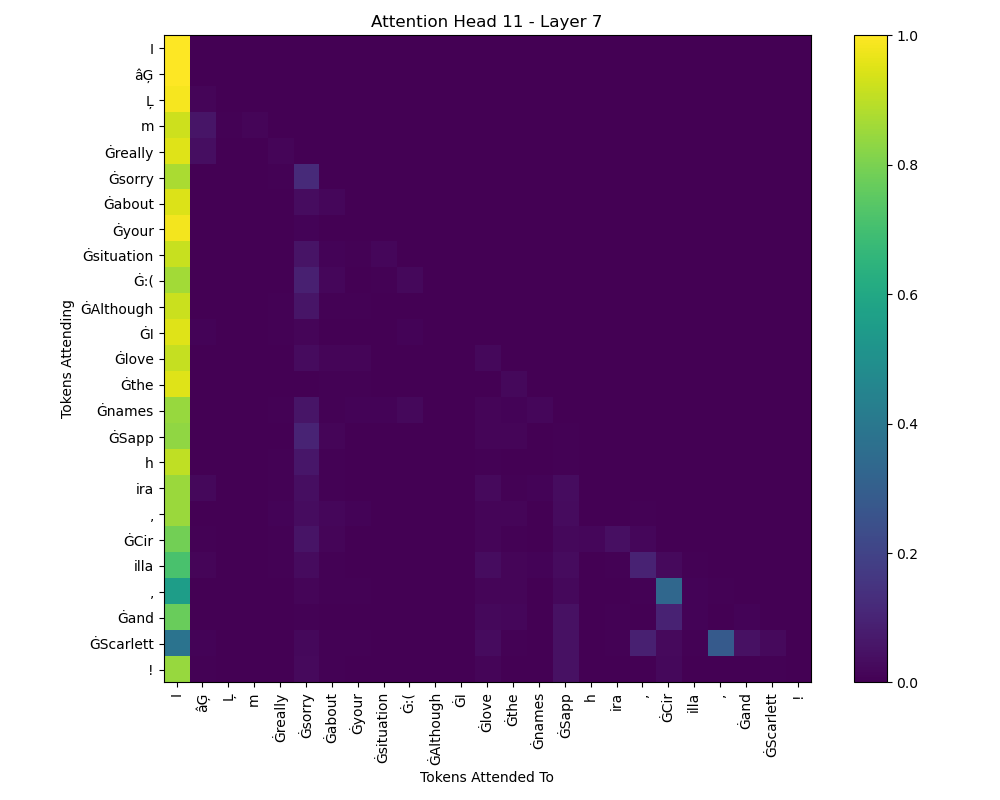 Attention Head 11 - Layer 7
Tokens Attending
I
âĢ
Ļ
m
Ġreally
Ġsorry
Ġabout
Ġyour
Ġsituation
Ġ:(
ĠAlthough
ĠI
Ġlove
Ġthe
Ġnames
ĠSapp
h
ira
,
ĠCir
illa
,
Ġand
ĠScarlett
!
I
âĢ
Ļ
m
Ġreally
Ġsorry
Ġabout
Ġyour
Ġsituation
Ġ:(
ĠAlthough
ĠI
Ġlove
Ġthe
Ġnames
ĠSapp
h
ira
,
ĠCir
illa
,
Ġand
ĠScarlett
!
Tokens Attended To
1.0
0.8
0.6
0.4
0.2
0.0